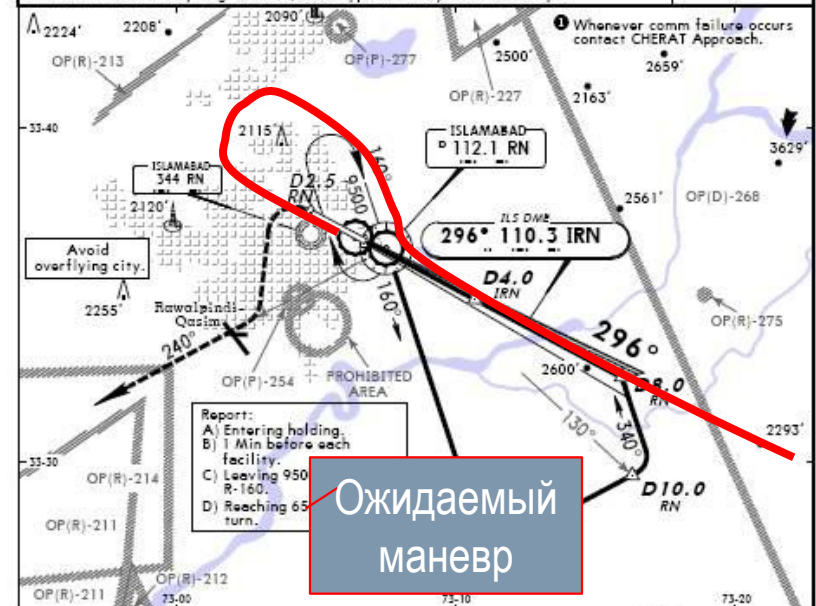 2224'
2208'
2090'
❶ Whenever comm failure occurs
contact CHERAT Approach.
OP(R)-213
OP(P)-277
2500'
2659'
OP(R)-227
2163'
33-40
2115'
ISLAMABAD
D 112.1 RN
3629'
ISLAMABAD
344 RN
D2.5
RN
160°
9500
2120'
2561'
OP(D)-268
ILS DME
296° 110.3 IRN
Avoid
overflying city.
D4.0
IRN
2255'
Rawalpindi-
Qasim
160°
OP(R)-275
240°
296°
OP(P)-254
PROHIBITED
AREA
2600'
D8.0
RN
Report:
A) Entering holding.
B) 1 Min before each
facility.
C) Leaving 950
R-160.
D) Reaching 65
turn.
130°
340°
2293'
33-30
OP(R)-214
D10.0
RN
OP(R)-211
Ожидаемый
маневр
OP(R)-212
OP(R)-211
73-00
73-10
73-20